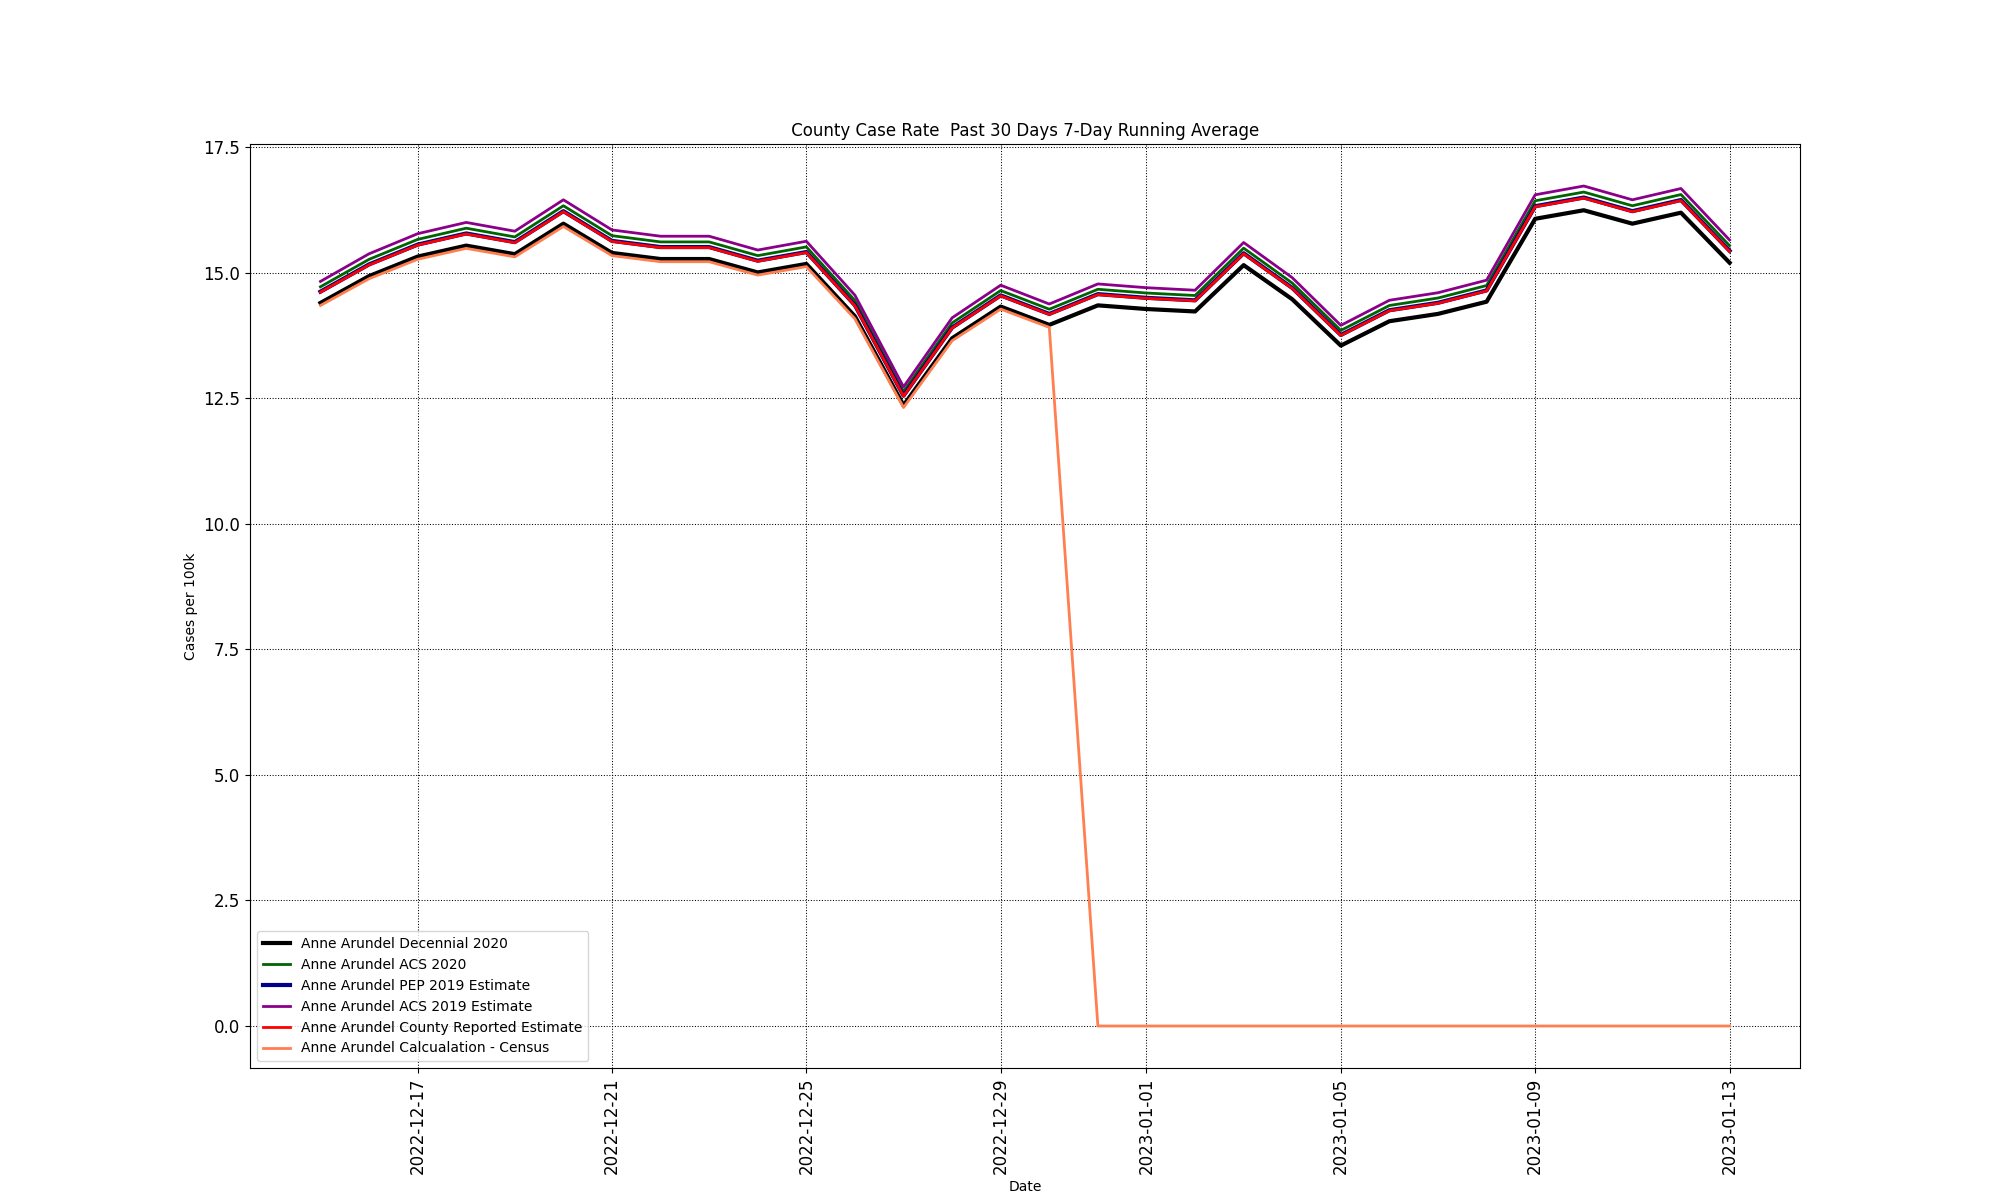 County Case Rate  Past 30 Days 7-Day Running Average
17.5
15.0
12.5
10.0
7.5
5.0
2.5
0.0
Cases per 100k
Anne Arundel Decennial 2020
Anne Arundel ACS 2020
Anne Arundel PEP 2019 Estimate
Anne Arundel ACS 2019 Estimate
Anne Arundel County Reported Estimate
Anne Arundel Calcualation - Census
2022-12-17
2022-12-21
2022-12-25
2022-12-29
2023-01-01
2023-01-05
2023-01-09
2023-01-13
Date